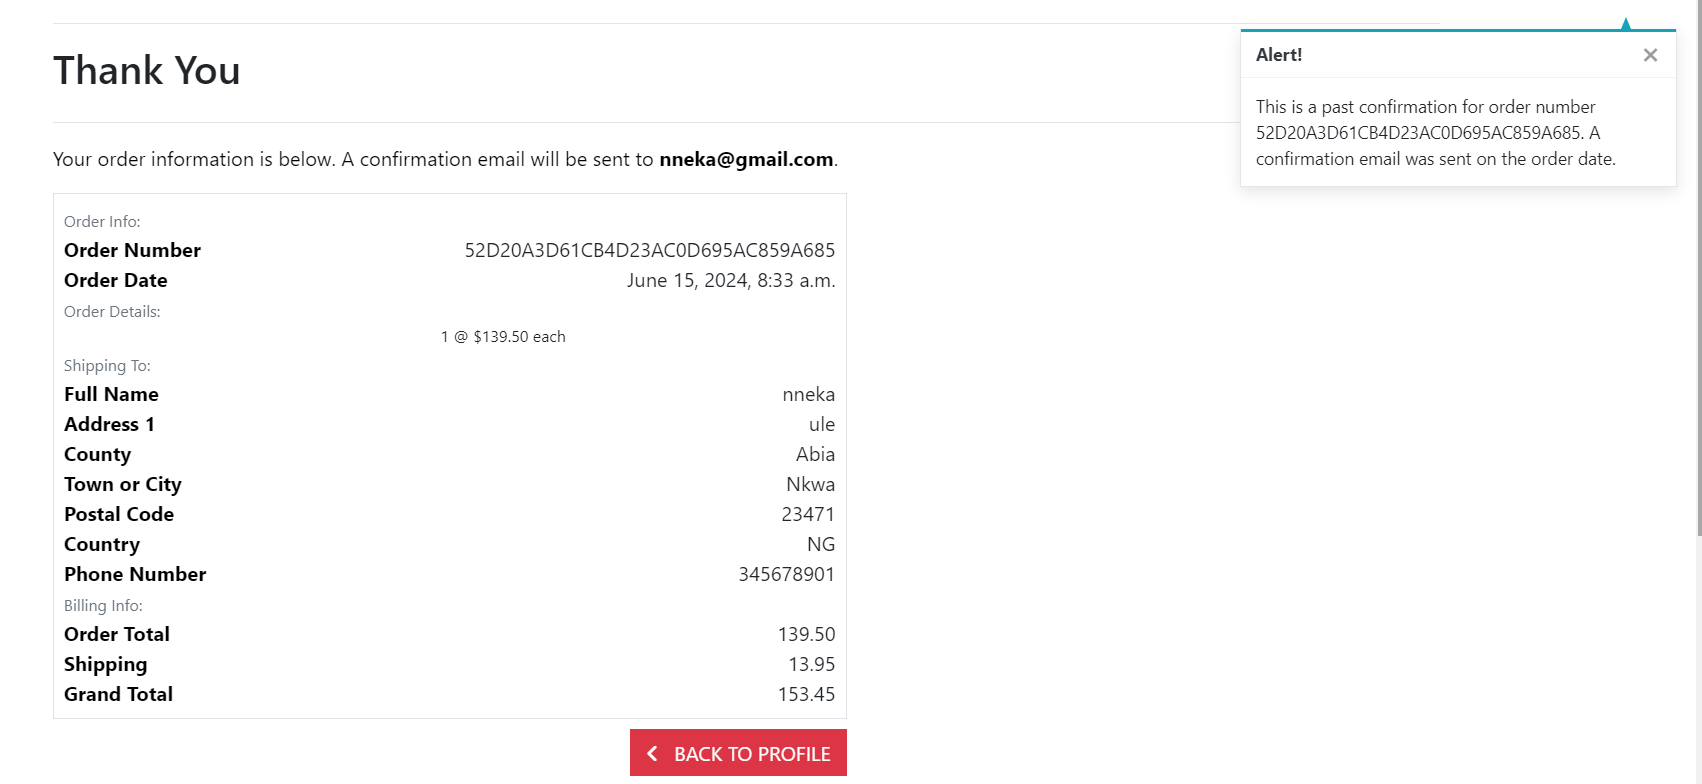 Thank You
Alert!
This is a past confirmation for order number
52D20A3D61CB4D23AC0D695AC859A685. A
confirmation email was sent on the order date.
Your order information is below. A confirmation email will be sent to nneka@gmail.com.
Order Info:
Order Number 52D20A3D61CB4D23AC0D695AC859A685
Order Date June 15, 2024, 8:33 a.m.
Order Details:
1 @ $139.50 each
Shipping To:
Full Name nneka
Address 1 ule
County Abia
Town or City Nkwa
Postal Code 23471
Country NG
Phone Number 345678901
Billing Info:
Order Total 139.50
Shipping 13.95
Grand Total 153.45
BACK TO PROFILE